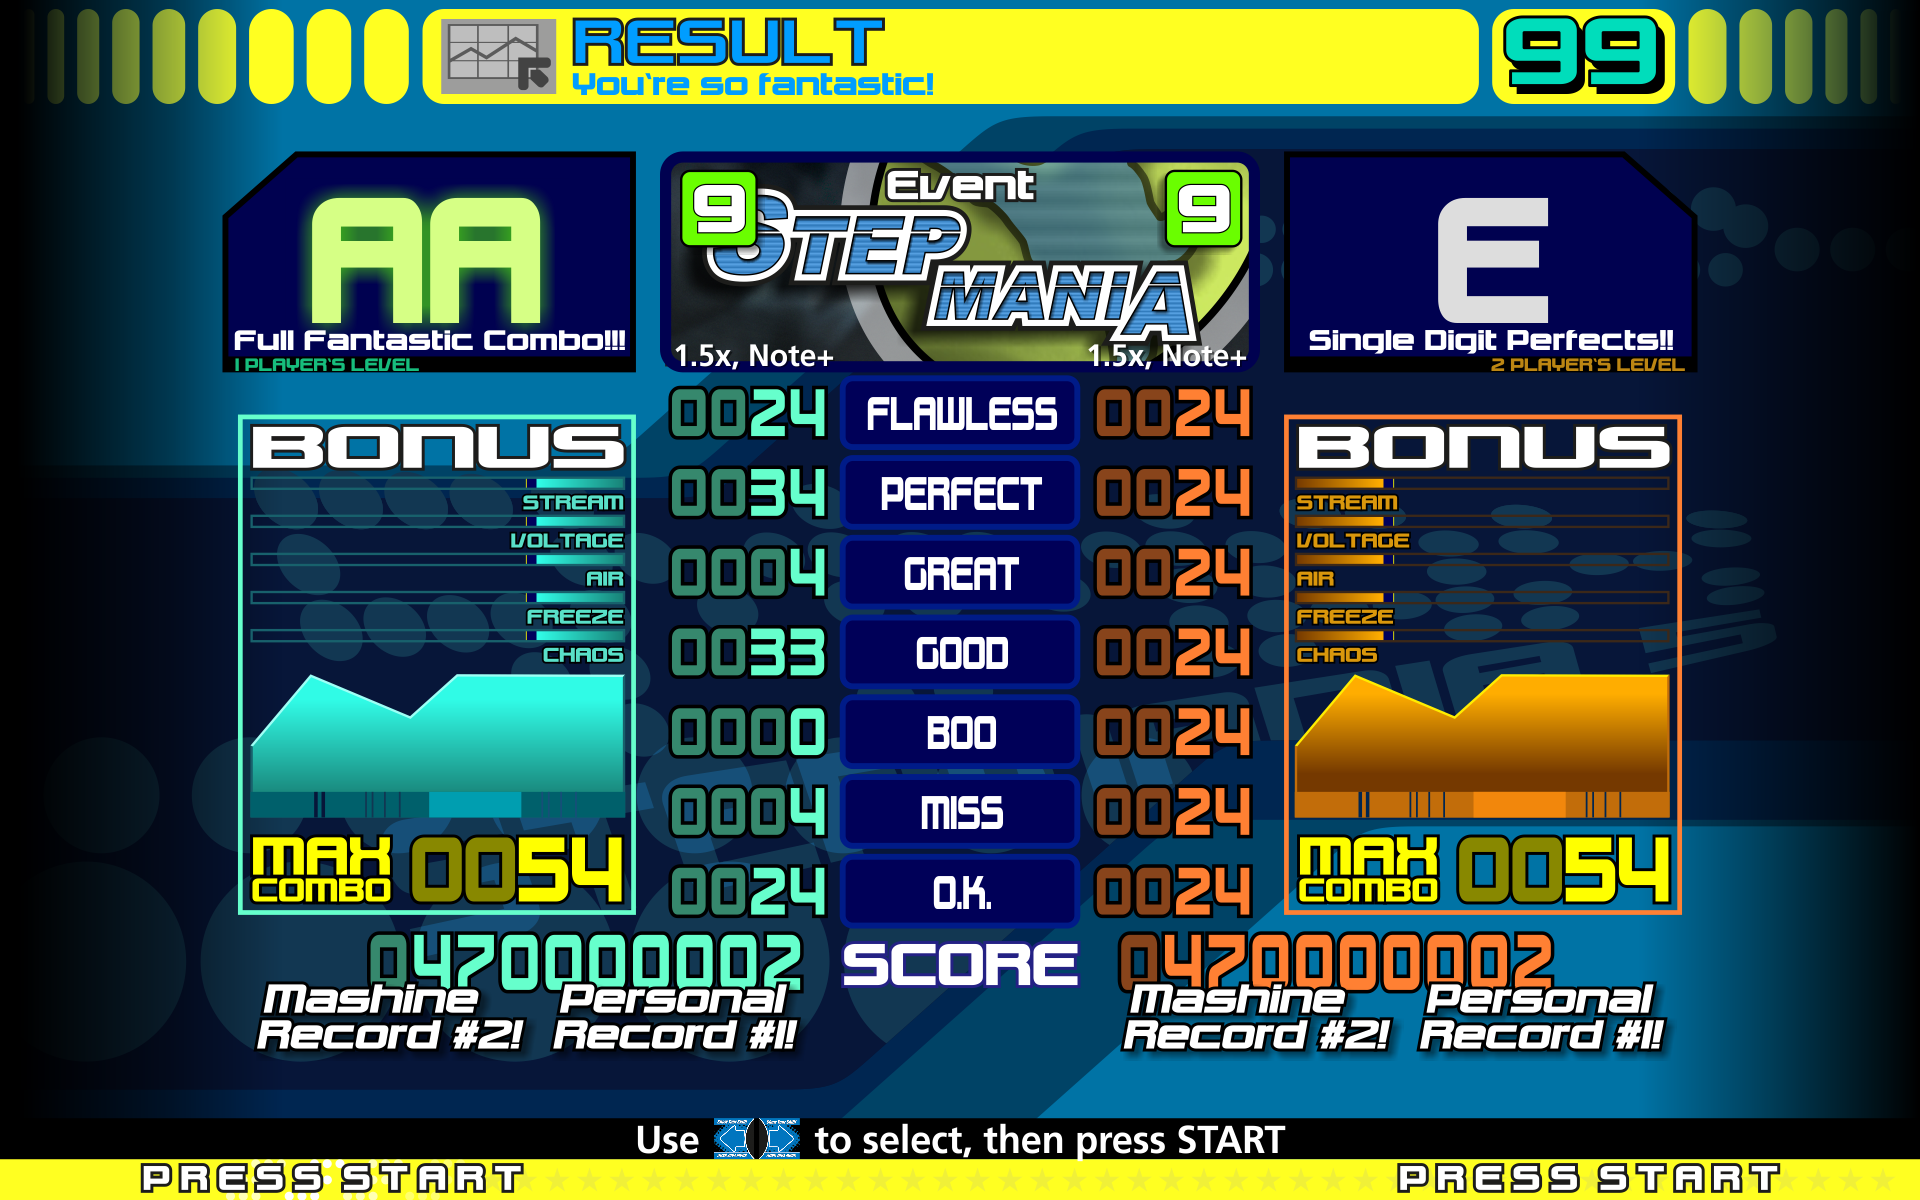 RESULT
You're so fantastic!
99
AA
Full Fantastic Combo!!!
1 PLAYER'S LEVEL
9
Event
9
STEP
MANIA
1.5x, Note+
1.5x, Note+
E
Single Digit Perfects!!
2 PLAYER'S LEVEL
0024 FLAWLESS 0024
0034 PERFECT 0024
0004 GREAT 0024
0033 GOOD 0024
0000 BOO 0024
0004 MISS 0024
0024 O.K. 0024
BONUS
STREAM
VOLTAGE
AIR
FREEZE
CHAOS
MAX
COMBO
0054
BONUS
STREAM
VOLTAGE
AIR
FREEZE
CHAOS
MAX
COMBO
0054
0470000002 SCORE 0470000002
Mashine
Record #2!
Personal
Record #1!
Mashine
Record #2!
Personal
Record #1!
Use to select, then press START
PRESS START
PRESS START